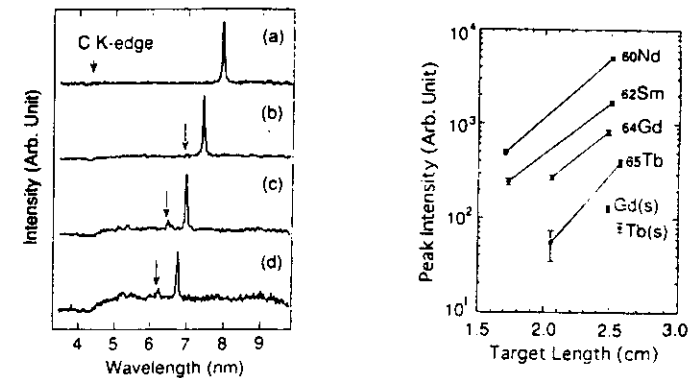 C K-edge
(a)
(b)
(c)
(d)
Intensity (Arb. Unit)
4 5 6 7 8 9
Wavelength (nm)
Peak Intensity (Arb. Unit)
10⁴
10³
10²
10¹
60Nd
62Sm
64Gd
65Tb
Gd(s)
Tb(s)
1.5 2.0 2.5 3.0
Target Length (cm)